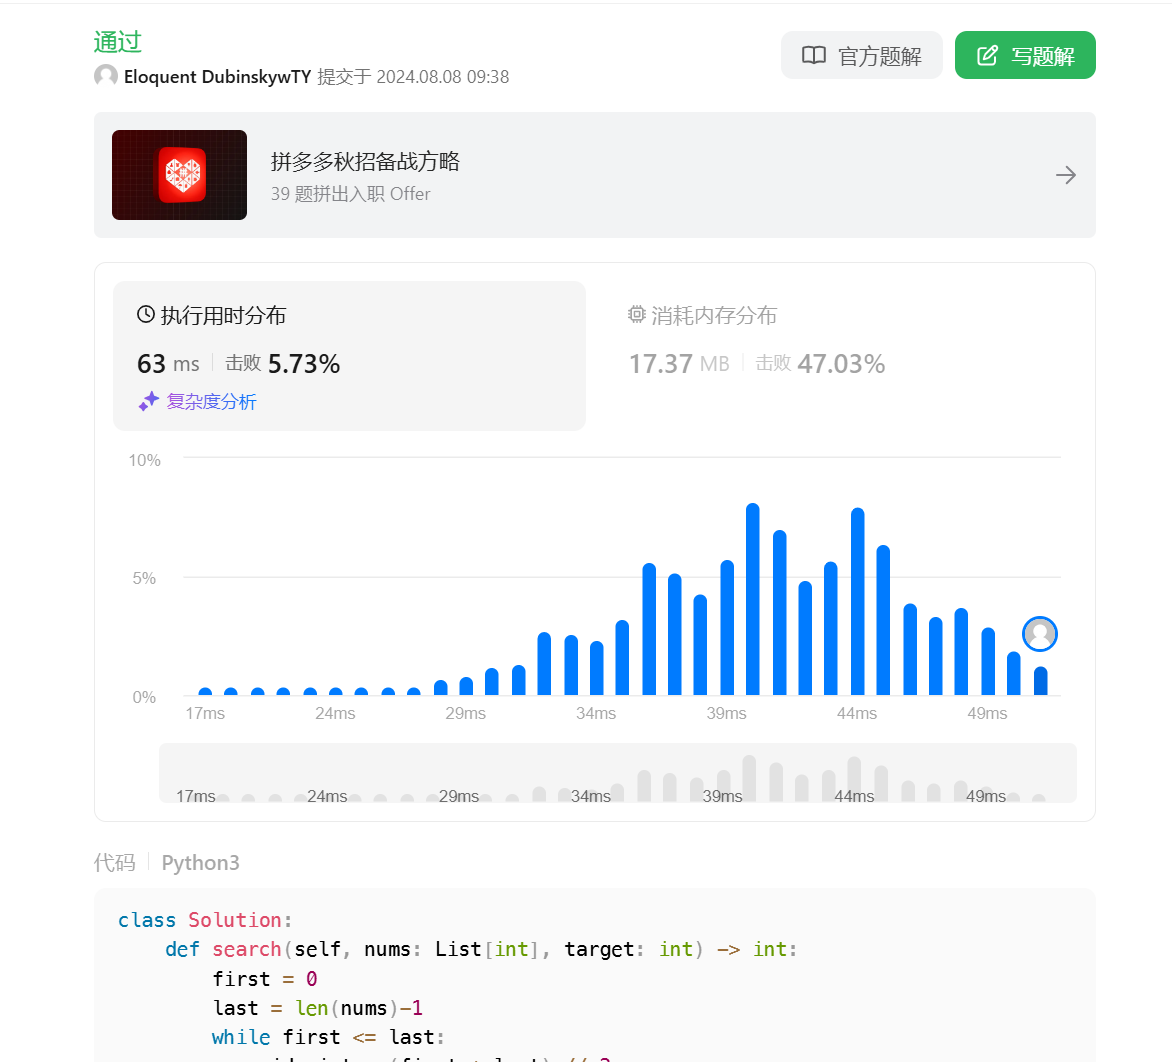 通过
官方题解
写题解
Eloquent DubinskywTY 提交于 2024.08.08 09:38
拼多多秋招备战方略
39 题拼出入职 Offer
执行用时分布
63 ms 击败 5.73%
复杂度分析
消耗内存分布
17.37 MB 击败 47.03%
10%
5%
0%
17ms 24ms 29ms 34ms 39ms 44ms 49ms
17ms 24ms 29ms 34ms 39ms 44ms 49ms
代码 Python3
class Solution:
def search(self, nums: List[int], target: int) -> int:
first = 0
last = len(nums)-1
while first <= last: